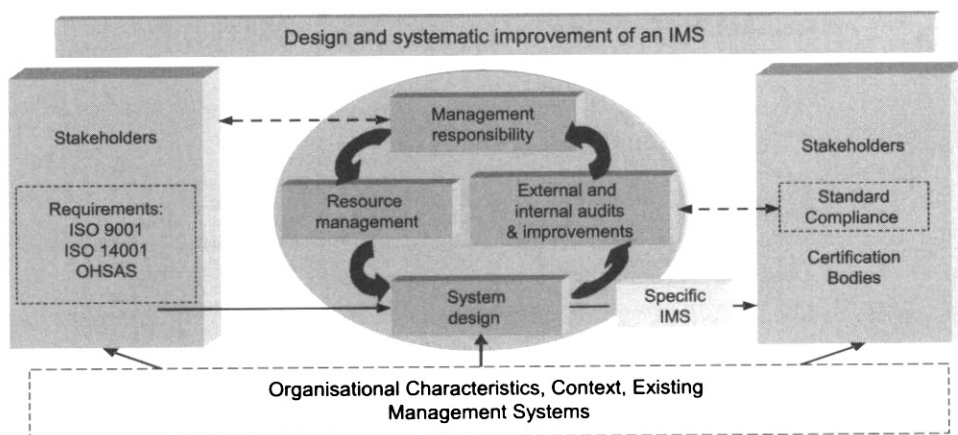 Design and systematic improvement of an IMS
Stakeholders
Requirements:
ISO 9001
ISO 14001
OHSAS
Management
responsibility
Resource
management
External and
internal audits
& improvements
System
design
Specific
IMS
Stakeholders
Standard
Compliance
Certification
Bodies
Organisational Characteristics, Context, Existing
Management Systems